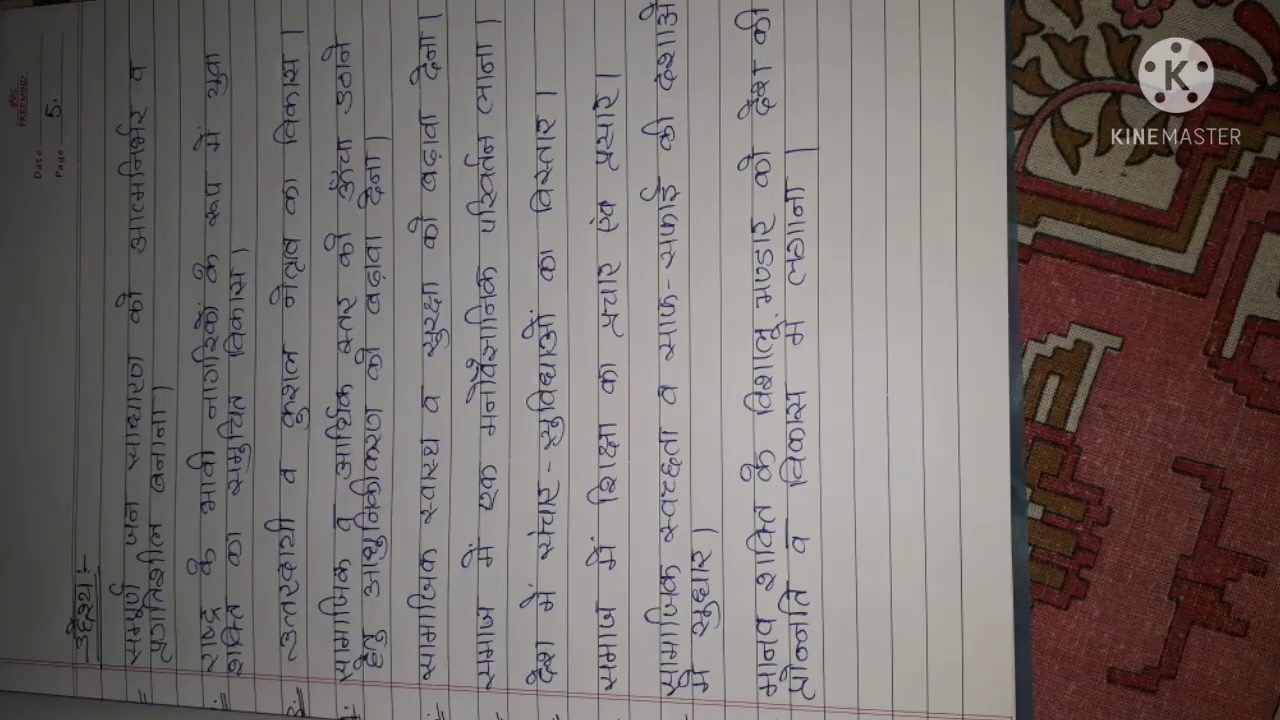 Date
Page 5.
उद्देश्य :-
सम्पूर्ण जन साधारण को आत्मनिर्भर व
प्रगतिशील बनाना।
राष्ट्र के भावी नागरिकों के रूप में युवा
शक्ति का समुचित विकास।
उत्तरदायी व कुशल नेतृत्व का विकास।
सामाजिक व आर्थिक स्तर को ऊँचा उठाने
हेतु आधुनिकीकरण को बढ़ावा देना।
सामाजिक स्वास्थ व सुरक्षा को बढ़ावा देना।
समाज में एक मनोवैज्ञानिक परिवर्तन लाना।
देश में संचार-सुविधाओं का विस्तार।
समाज में शिक्षा का प्रचार एंव प्रसार।
सामाजिक स्वच्छता व साफ-सफाई की दशाओं
में सुधार।
मानव शक्ति के विशाल भण्डार को देश की
प्रोन्नति व विकास में लगाना।
K
KINEMASTER